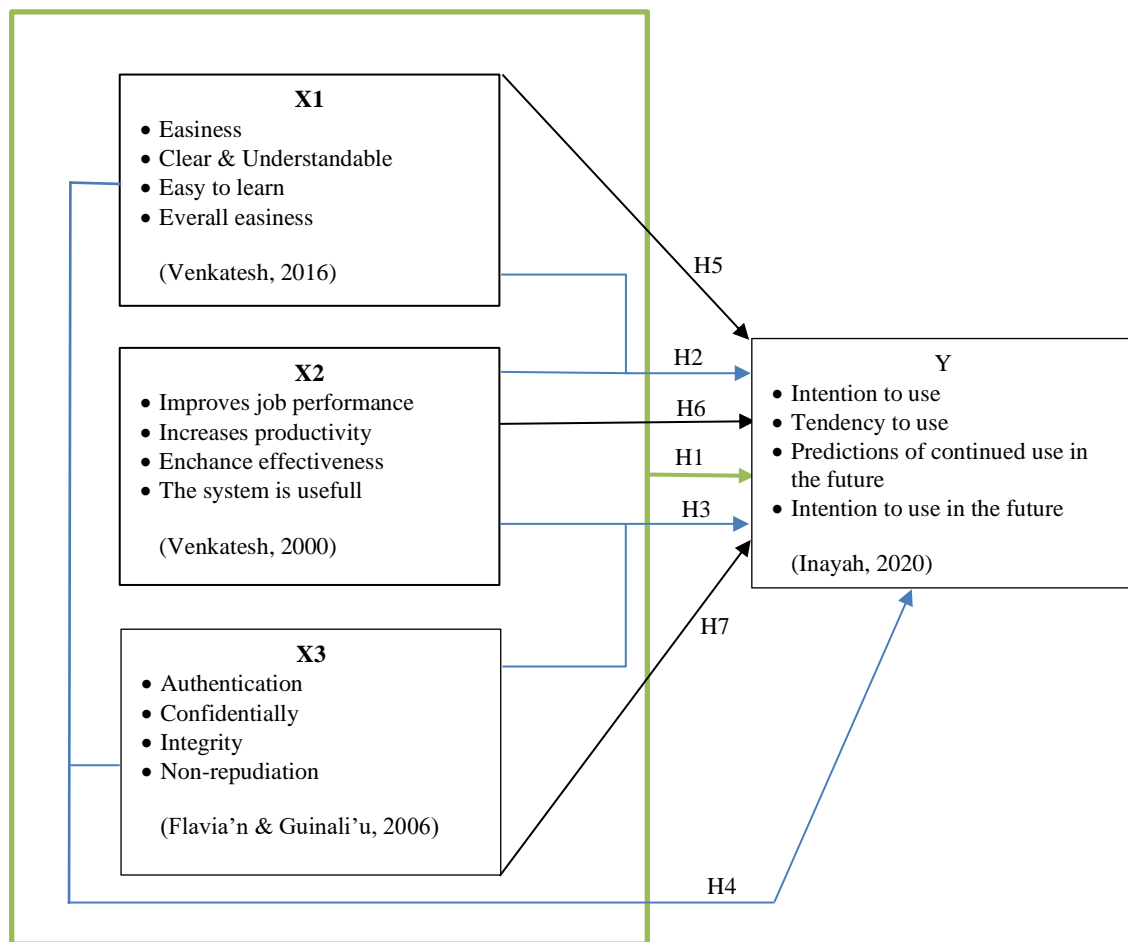 X1
• Easiness
• Clear & Understandable
• Easy to learn
• Everall easiness
(Venkatesh, 2016)
X2
• Improves job performance
• Increases productivity
• Enchance effectiveness
• The system is usefull
(Venkatesh, 2000)
X3
• Authentication
• Confidentially
• Integrity
• Non-repudiation
(Flavia’n & Guinali’u, 2006)
H5
H2
H6
H1
H3
H7
H4
Y
• Intention to use
• Tendency to use
• Predictions of continued use in
the future
• Intention to use in the future
(Inayah, 2020)